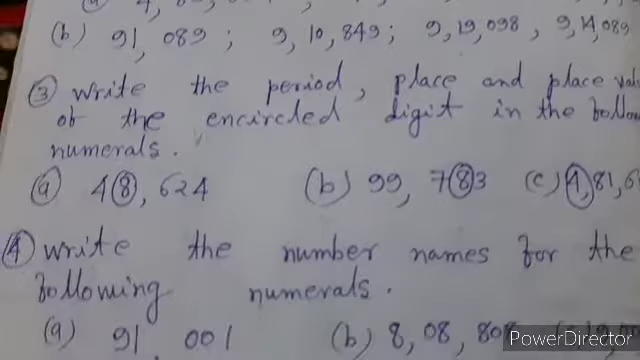 (b) 91,089; 9,10,849; 9,19,098, 9,14,089
③ Write the period, place and place
of the encircled digit in the
numerals.
(a) 4⑧,624 (b) 99,7⑧3 (c) ④,81,6
④ Write the number names for the
following numerals.
(a) 91,001 (b) 8,08,808
PowerDirector